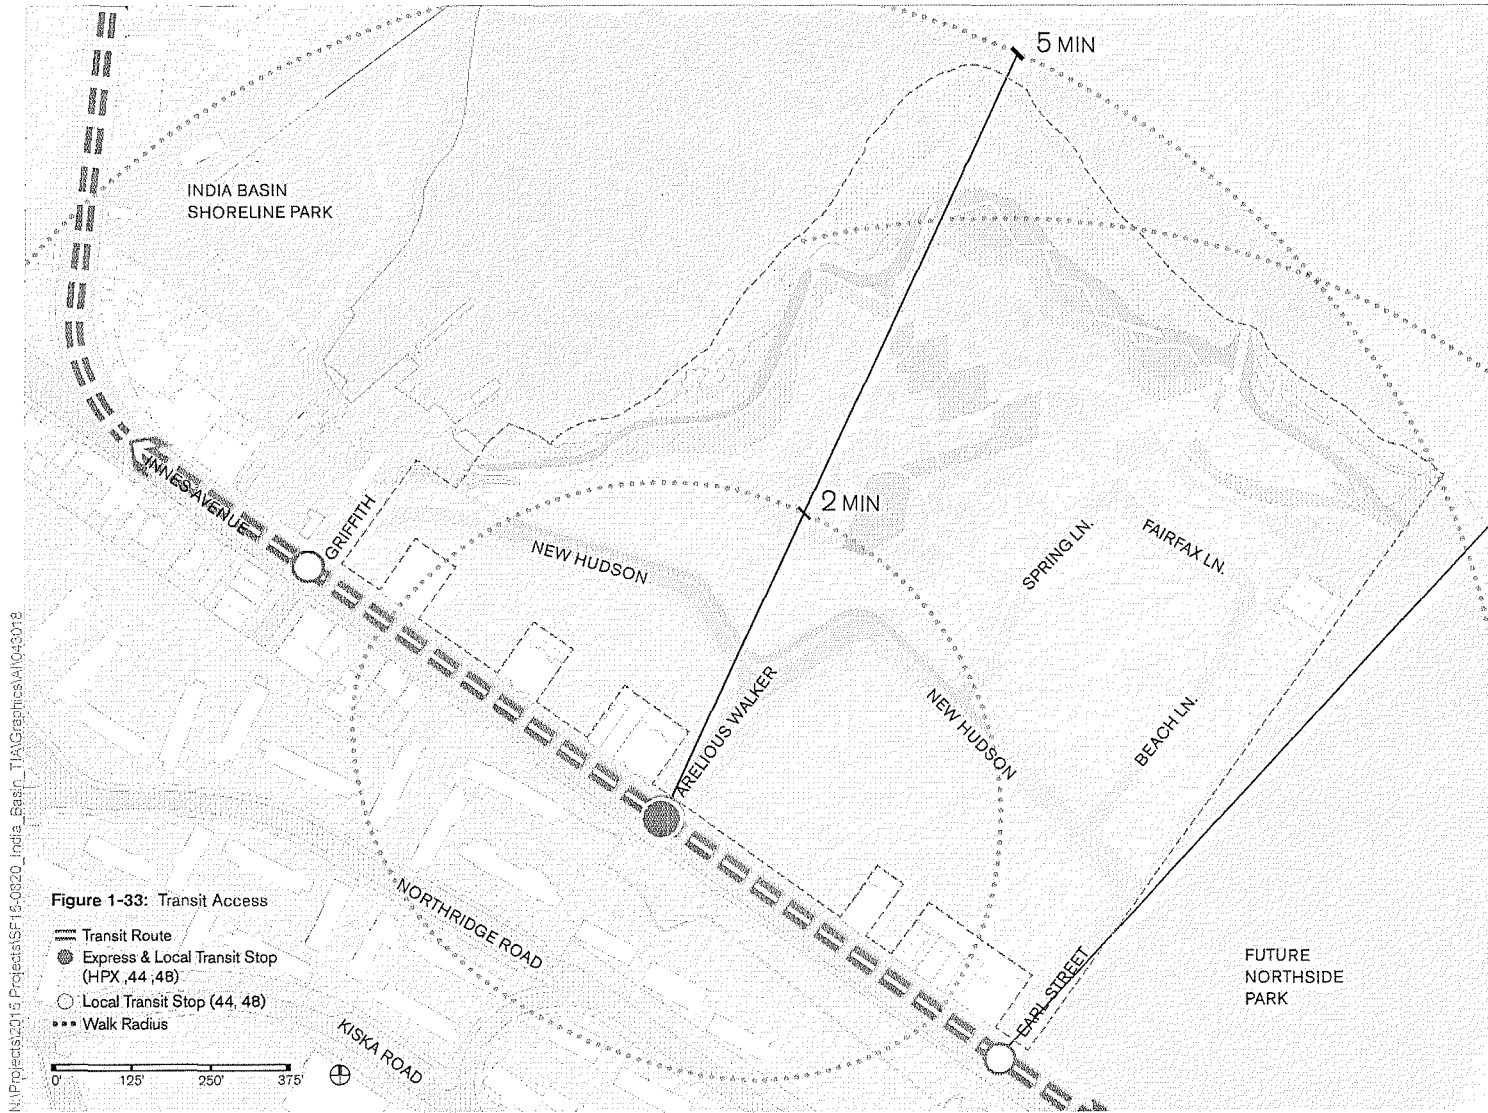 5 MIN
INDIA BASIN
SHORELINE PARK
INNES AVENUE
GRIFFITH
2 MIN
NEW HUDSON
SPRING LN.
FAIRFAX LN.
ARELIOUS WALKER
NEW HUDSON
BEACH LN.
NORTHRIDGE ROAD
EARL STREET
FUTURE
NORTHSIDE
PARK
KISKA ROAD
Figure 1-33: Transit Access
Transit Route
Express & Local Transit Stop
(HPX ,44 ,48)
Local Transit Stop (44, 48)
Walk Radius
0' 125' 250' 375'